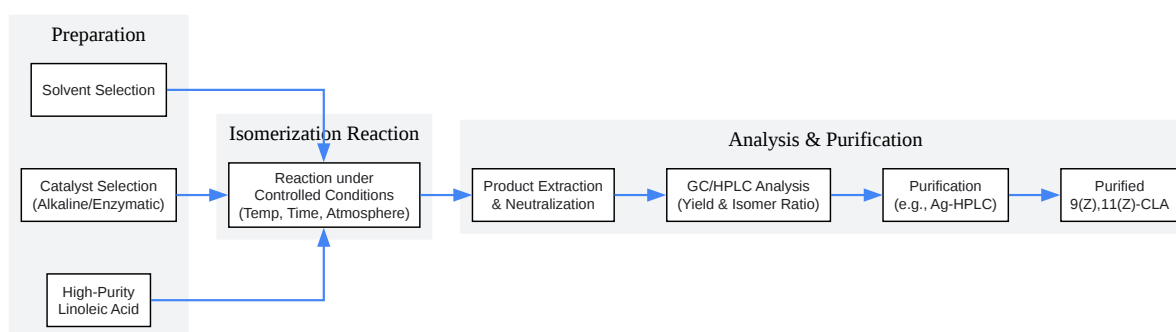 Preparation
Solvent Selection
Catalyst Selection
(Alkaline/Enzymatic)
High-Purity
Linoleic Acid
Isomerization Reaction
Reaction under
Controlled Conditions
(Temp, Time, Atmosphere)
Analysis & Purification
Product Extraction
& Neutralization
GC/HPLC Analysis
(Yield & Isomer Ratio)
Purification
(e.g., Ag-HPLC)
Purified
9(Z),11(Z)-CLA